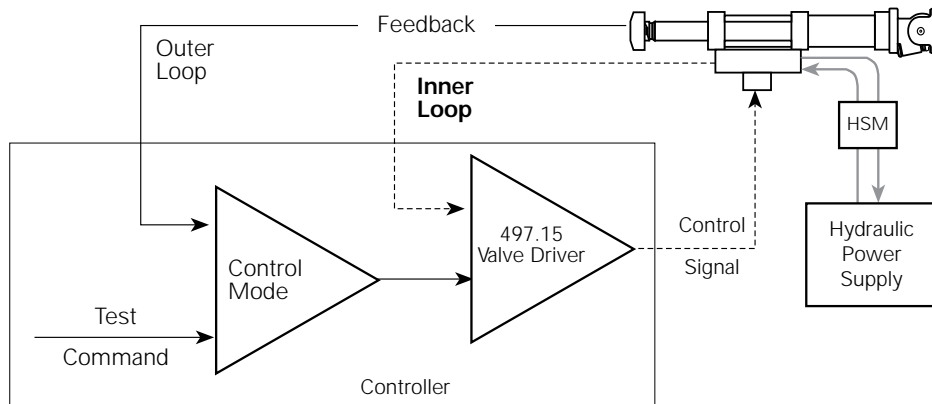 Feedback
Outer
Loop
Inner
Loop
HSM
497.15
Valve Driver
Control
Signal
Hydraulic
Power
Supply
Control
Mode
Test
Command
Controller